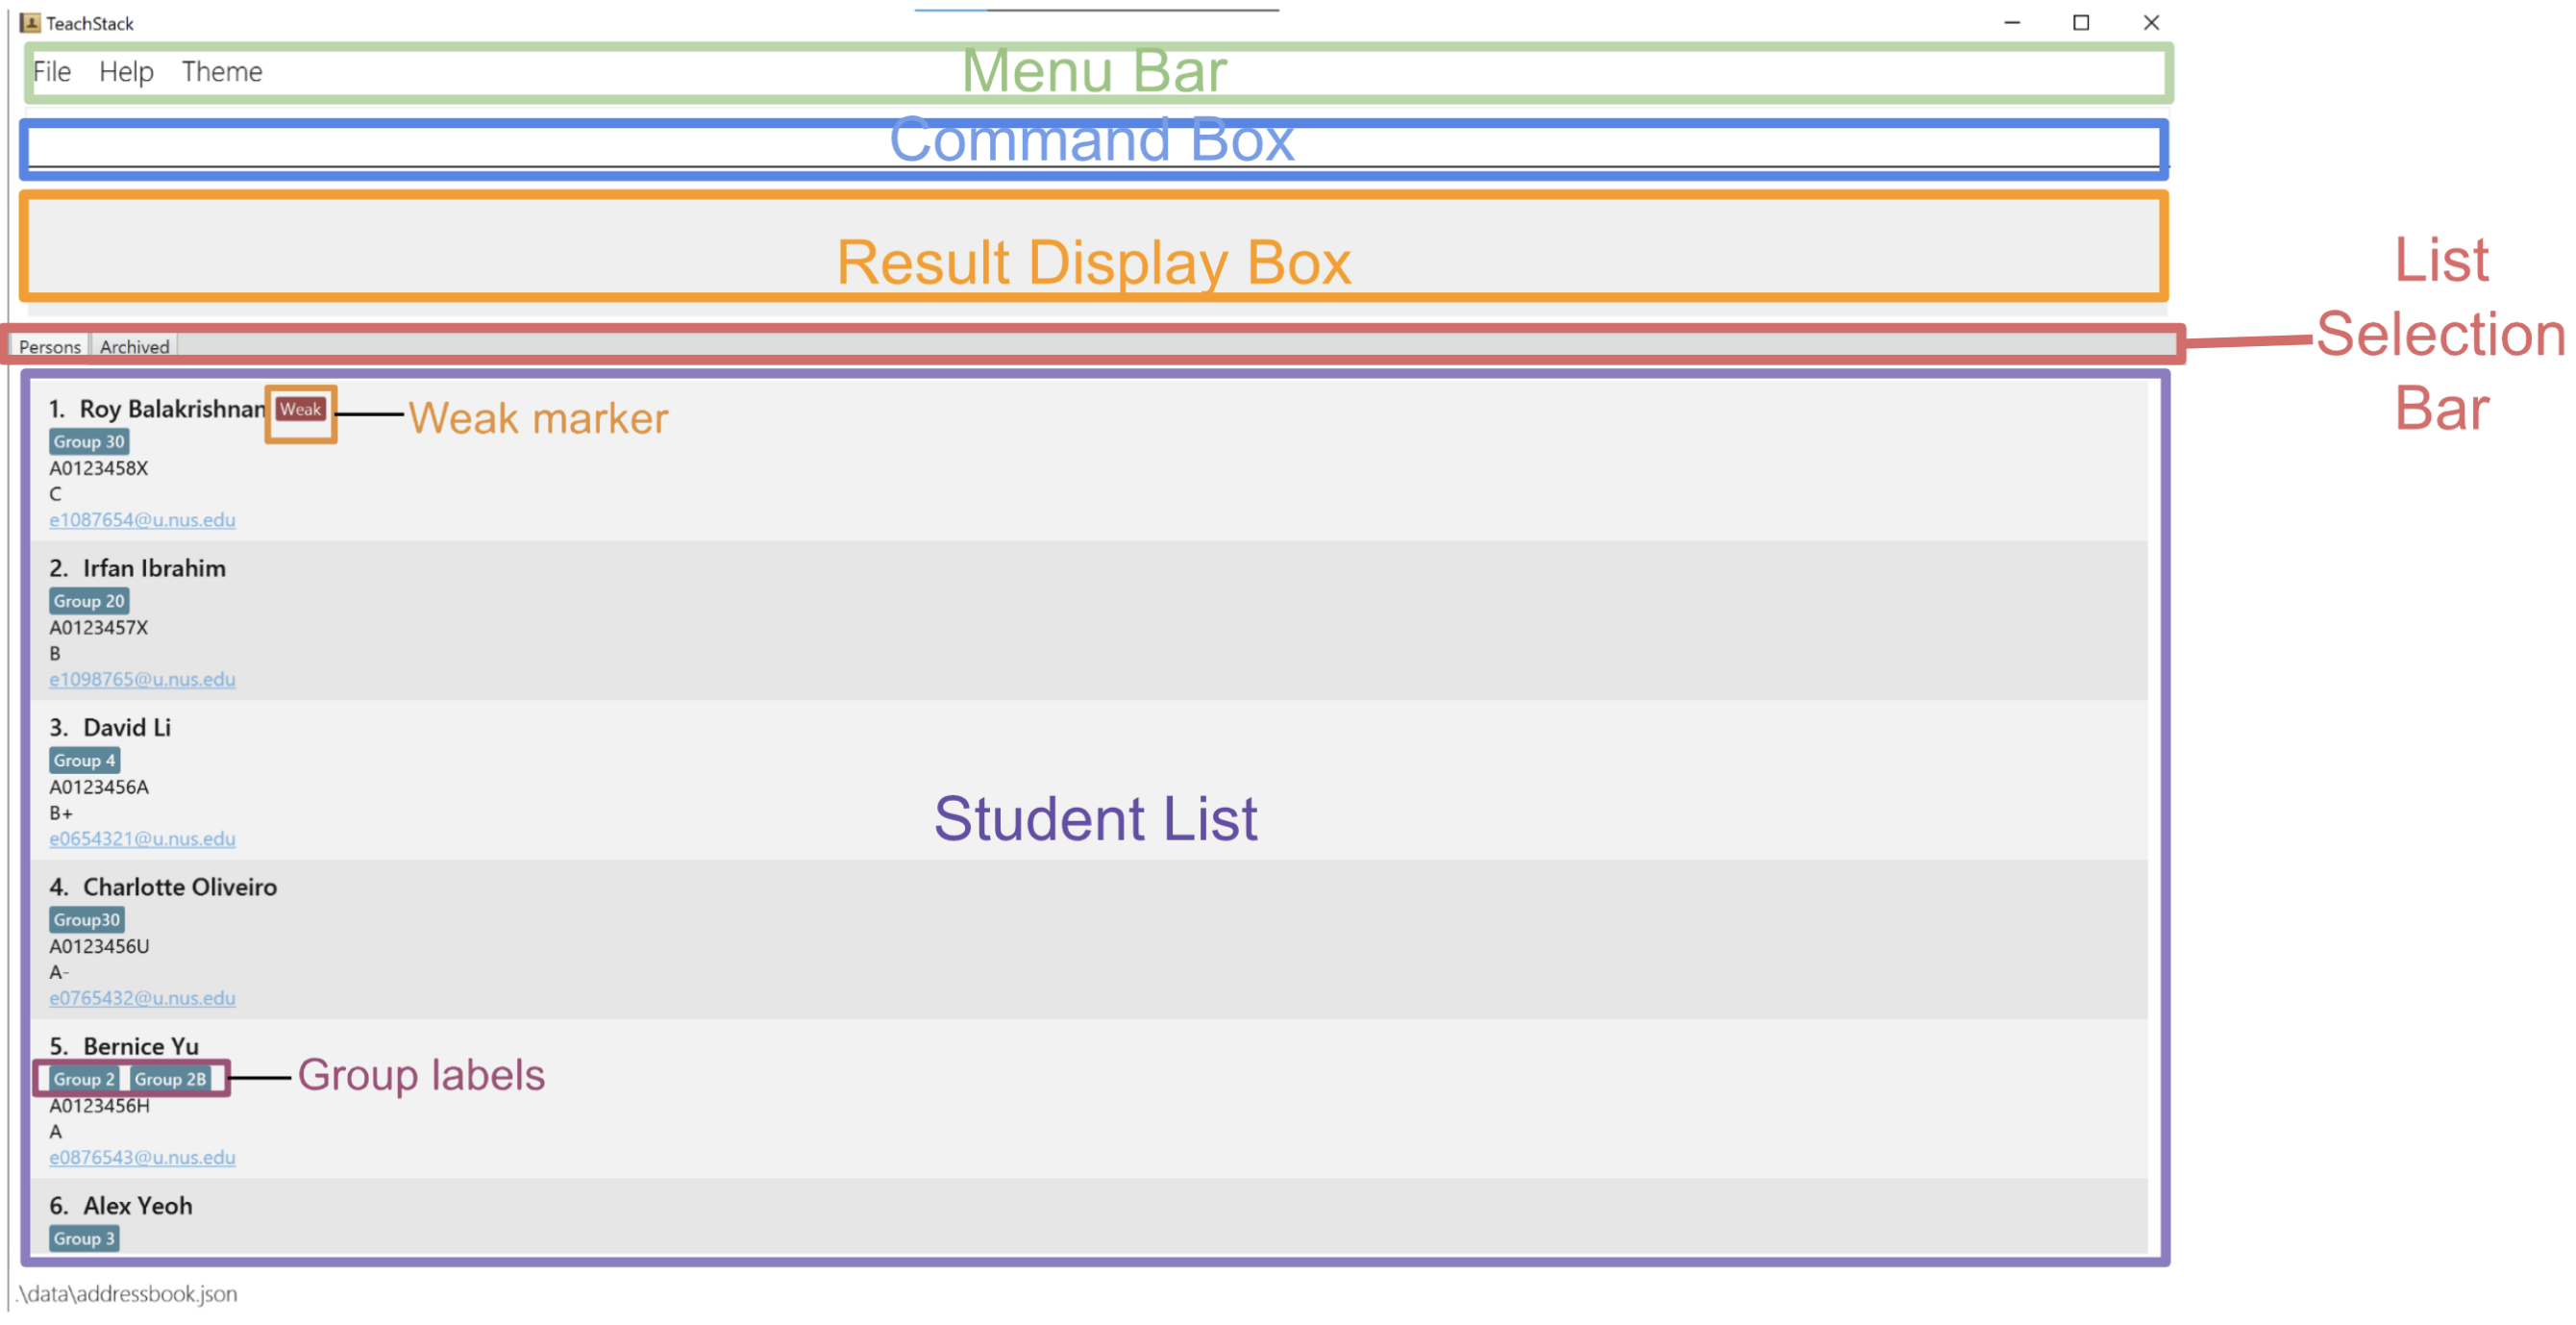 TeachStack
File Help Theme
Menu Bar
Command Box
Result Display Box
List
Selection
Bar
Persons Archived
1. Roy Balakrishnan Weak
Weak marker
Group 30
A0123458X
C
e1087654@u.nus.edu
2. Irfan Ibrahim
Group 20
A0123457X
B
e1098765@u.nus.edu
3. David Li
Group 4
A0123456A
B+
e0654321@u.nus.edu
Student List
4. Charlotte Oliveiro
Group30
A0123456U
A-
e0765432@u.nus.edu
5. Bernice Yu
Group 2 Group 2B
Group labels
A0123456H
A
e0876543@u.nus.edu
6. Alex Yeoh
Group 3
.\data\addressbook.json